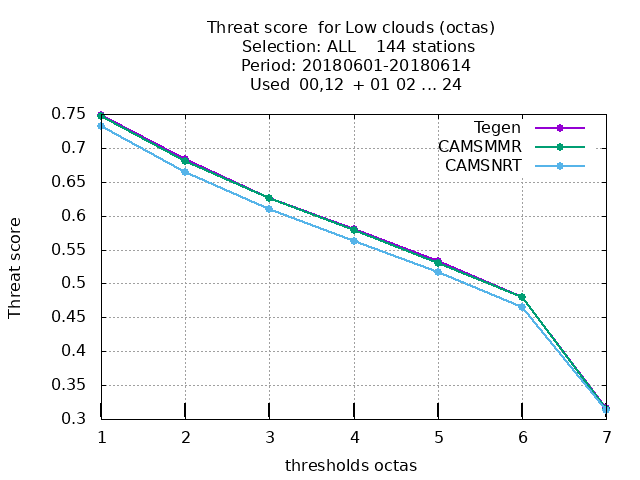 Threat score  for Low clouds (octas)
Selection: ALL    144 stations
Period: 20180601-20180614
Used  00,12  + 01 02 ... 24
0.75
0.7
0.65
0.6
0.55
0.5
0.45
0.4
0.35
0.3
Threat score
Tegen
CAMSMMR
CAMSNRT
1 2 3 4 5 6 7
thresholds octas